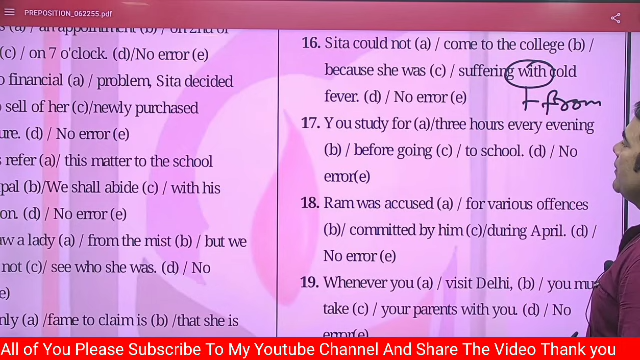 PREPOSITION_062255.pdf
an appointment (b) / on 2nd of
(c) / on 7 o'clock. (d)/No error (e)
financial (a) / problem, Sita decided
sell of her (c)/newly purchased
(d) / No error (e)
refer (a)/ this matter to the school
(b)/We shall abide (c) / with his
(d) / No error (e)
a lady (a) / from the mist (b) / but we
not (c)/ see who she was. (d) / No
(a) /fame to claim is (b) /that she is
16. Sita could not (a) / come to the college (b) /
because she was (c) / suffering with cold
fever. (d) / No error (e)
from
17. You study for (a)/three hours every evening
(b) / before going (c) / to school. (d) / No
error(e)
18. Ram was accused (a) / for various offences
(b)/ committed by him (c)/during April. (d) /
No error (e)
19. Whenever you (a) / visit Delhi, (b) / you
take (c) / your parents with you. (d) / No
error(e)
All of You Please Subscribe To My Youtube Channel And Share The Video Thank you